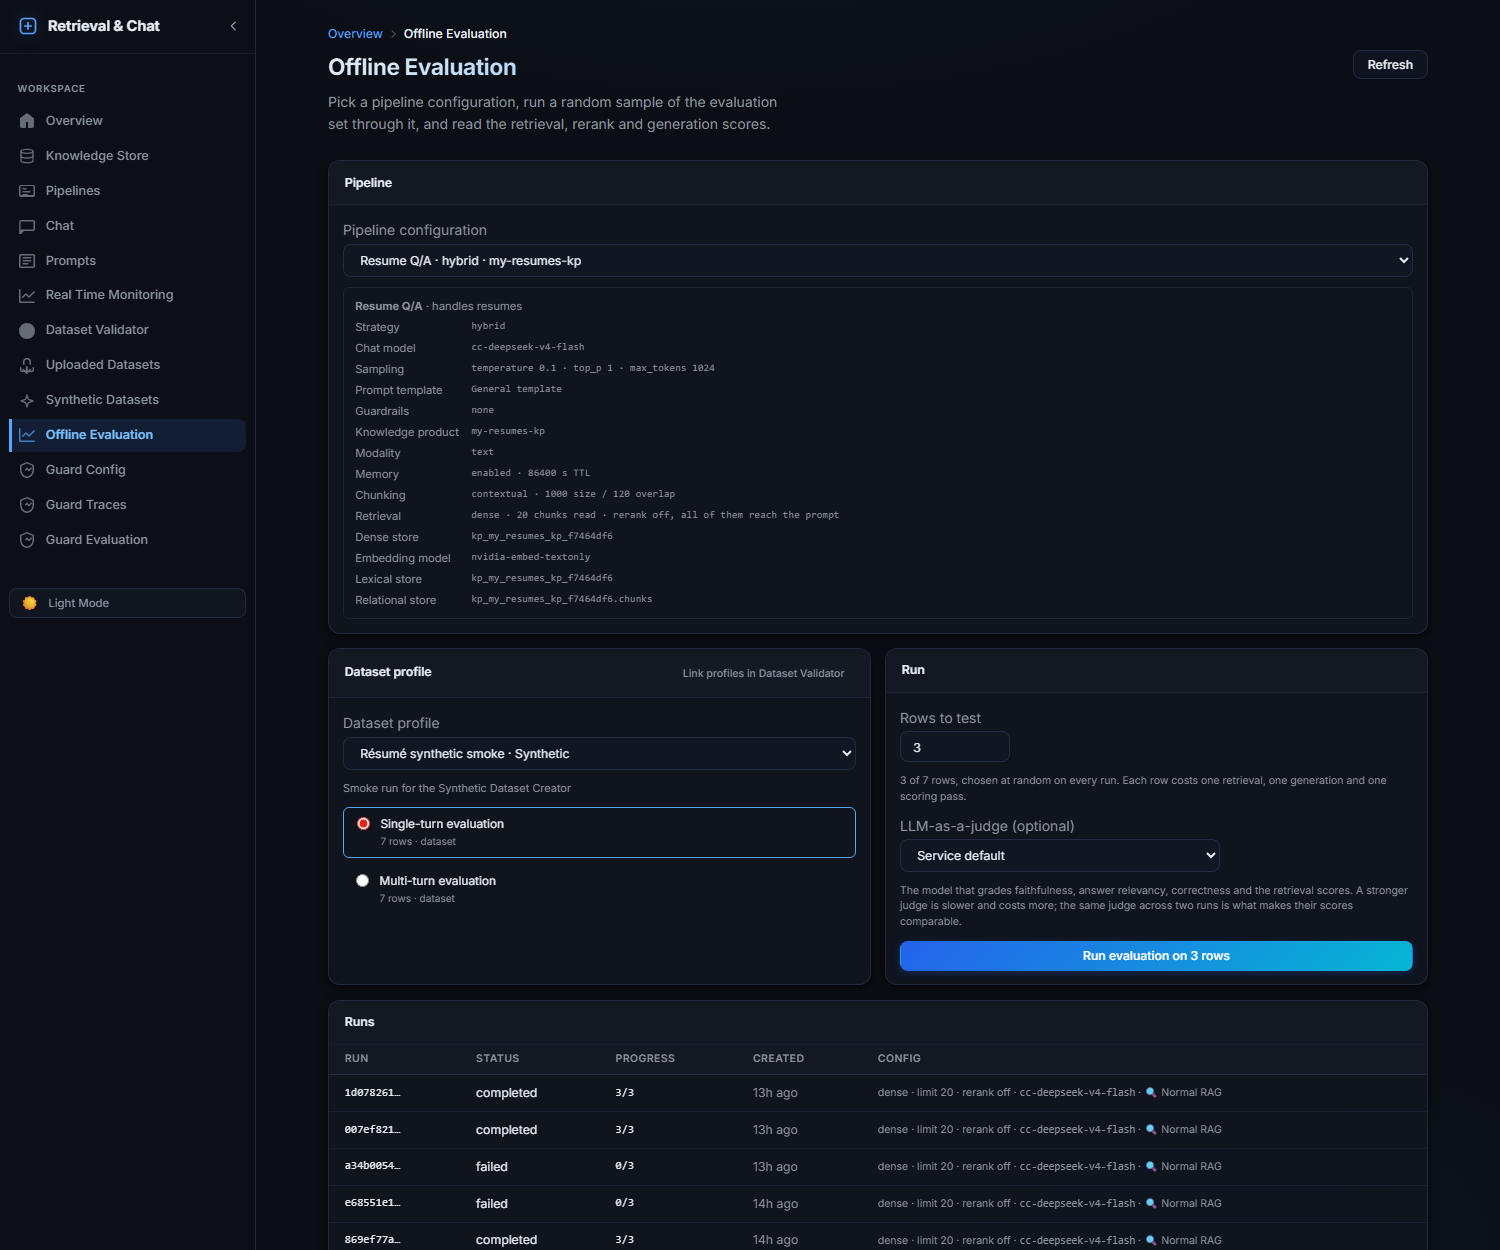 Retrieval & Chat
WORKSPACE
Overview
Knowledge Store
Pipelines
Chat
Prompts
Real Time Monitoring
Dataset Validator
Uploaded Datasets
Synthetic Datasets
Offline Evaluation
Guard Config
Guard Traces
Guard Evaluation
Light Mode
Overview › Offline Evaluation
Offline Evaluation
Refresh
Pick a pipeline configuration, run a random sample of the evaluation
set through it, and read the retrieval, rerank and generation scores.
Pipeline
Pipeline configuration
Resume Q/A · hybrid · my-resumes-kp
Resume Q/A · handles resumes
Strategy hybrid
Chat model cc-deepseek-v4-flash
Sampling temperature 0.1 · top_p 1 · max_tokens 1024
Prompt template General template
Guardrails none
Knowledge product my-resumes-kp
Modality text
Memory enabled · 86400 s TTL
Chunking contextual · 1000 size / 120 overlap
Retrieval dense · 20 chunks read · rerank off, all of them reach the prompt
Dense store kp_my_resumes_kp_f7464df6
Embedding model nvidia-embed-textonly
Lexical store kp_my_resumes_kp_f7464df6
Relational store kp_my_resumes_kp_f7464df6.chunks
Dataset profile Link profiles in Dataset Validator
Dataset profile
Résumé synthetic smoke · Synthetic
Smoke run for the Synthetic Dataset Creator
Single-turn evaluation
7 rows · dataset
Multi-turn evaluation
7 rows · dataset
Run
Rows to test
3
3 of 7 rows, chosen at random on every run. Each row costs one retrieval, one generation and one
scoring pass.
LLM-as-a-judge (optional)
Service default
The model that grades faithfulness, answer relevancy, correctness and the retrieval scores. A stronger
judge is slower and costs more; the same judge across two runs is what makes their scores
comparable.
Run evaluation on 3 rows
Runs
RUN STATUS PROGRESS CREATED CONFIG
1d078261… completed 3/3 13h ago dense · limit 20 · rerank off · cc-deepseek-v4-flash · Normal RAG
007ef821… completed 3/3 13h ago dense · limit 20 · rerank off · cc-deepseek-v4-flash · Normal RAG
a34b0054… failed 0/3 13h ago dense · limit 20 · rerank off · cc-deepseek-v4-flash · Normal RAG
e68551e1… failed 0/3 14h ago dense · limit 20 · rerank off · cc-deepseek-v4-flash · Normal RAG
869ef77a… completed 3/3 14h ago dense · limit 20 · rerank off · cc-deepseek-v4-flash · Normal RAG